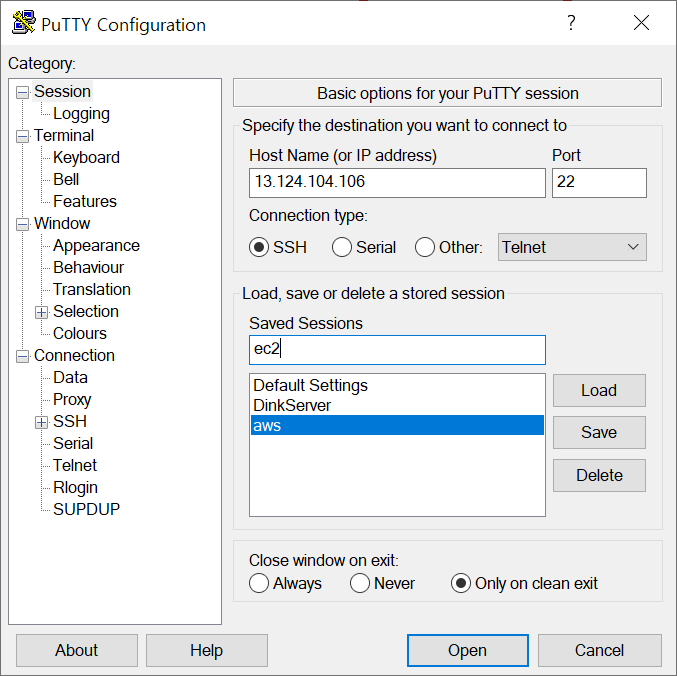 PuTTY Configuration
?
Category:
Session
Logging
Terminal
Keyboard
Bell
Features
Window
Appearance
Behaviour
Translation
Selection
Colours
Connection
Data
Proxy
SSH
Serial
Telnet
Rlogin
SUPDUP
Basic options for your PuTTY session
Specify the destination you want to connect to
Host Name (or IP address) Port
13.124.104.106 22
Connection type:
SSH Serial Other: Telnet
Load, save or delete a stored session
Saved Sessions
ec2
Default Settings
DinkServer
aws
Load
Save
Delete
Close window on exit:
Always Never Only on clean exit
About Help Open Cancel